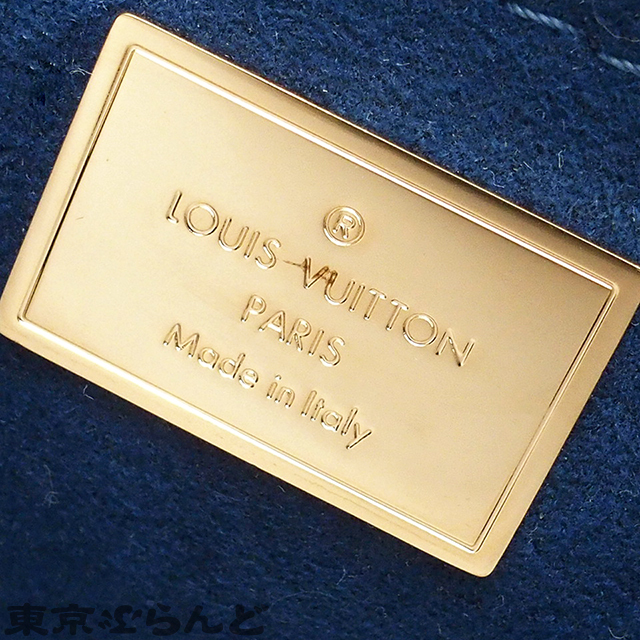 ®
LOUIS VUITTON
PARIS
Made in Italy
東京ぶらんど